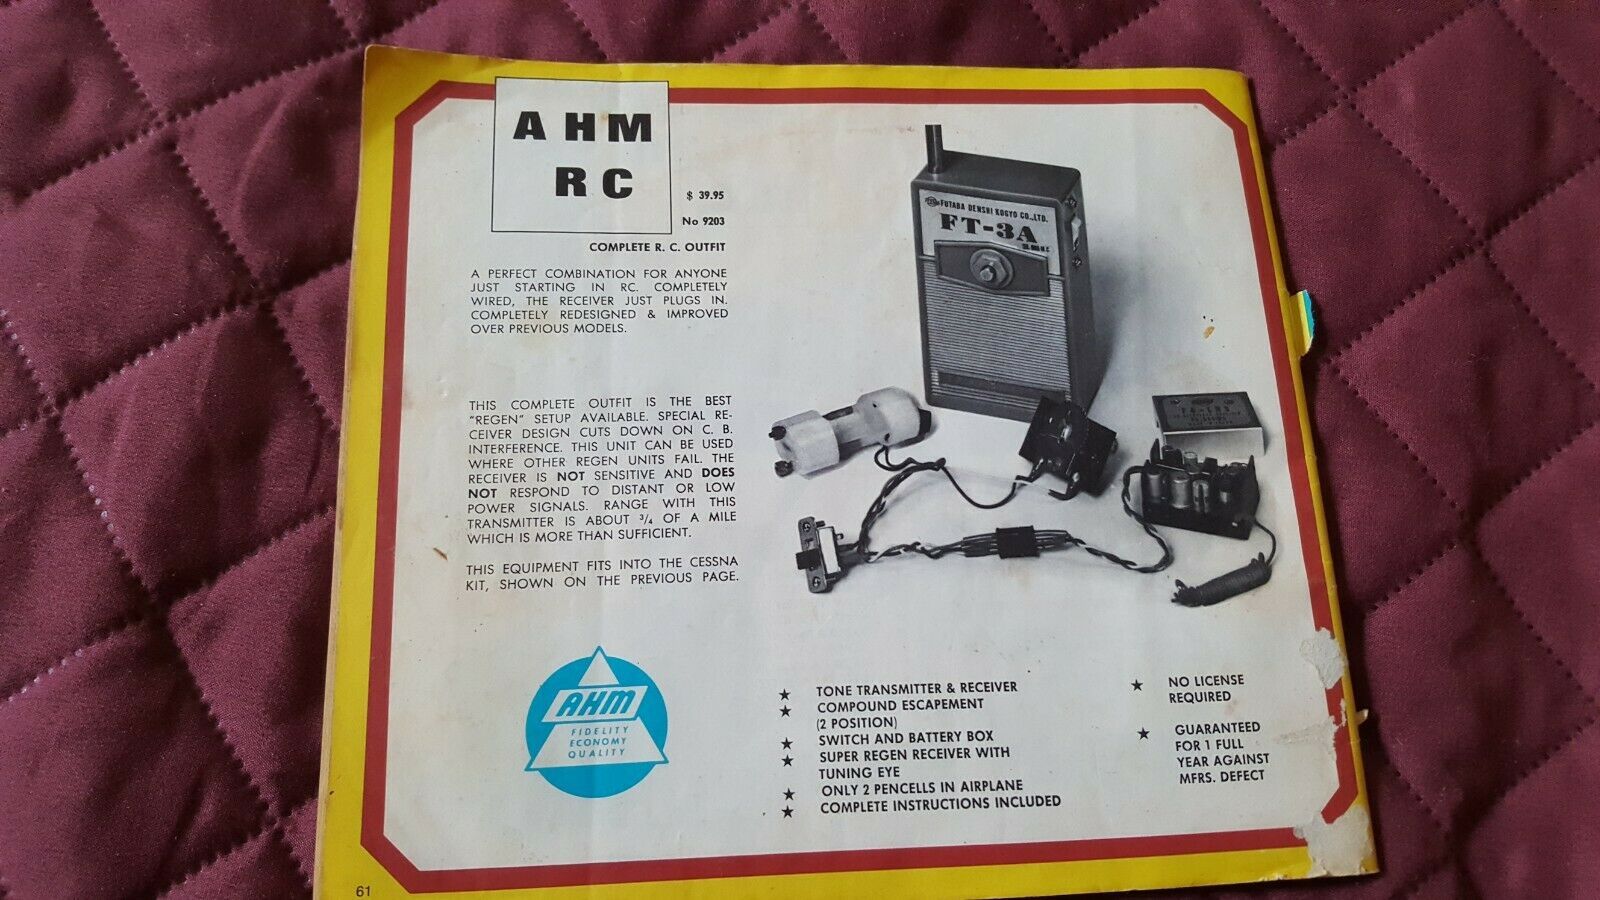 AHM
RC
$ 39.95
No 9203
COMPLETE R. C. OUTFIT
A PERFECT COMBINATION FOR ANYONE
JUST STARTING IN RC. COMPLETELY
WIRED, THE RECEIVER JUST PLUGS IN.
COMPLETELY REDESIGNED & IMPROVED
OVER PREVIOUS MODELS.
THIS COMPLETE OUTFIT IS THE BEST
"REGEN" SETUP AVAILABLE. SPECIAL RE-
CEIVER DESIGN CUTS DOWN ON C. B.
INTERFERENCE. THIS UNIT CAN BE USED
WHERE OTHER REGEN UNITS FAIL. THE
RECEIVER IS NOT SENSITIVE AND DOES
NOT RESPOND TO DISTANT OR LOW
POWER SIGNALS. RANGE WITH THIS
TRANSMITTER IS ABOUT ¾ OF A MILE
WHICH IS MORE THAN SUFFICIENT.
THIS EQUIPMENT FITS INTO THE CESSNA
KIT, SHOWN ON THE PREVIOUS PAGE.
FUTABA DENSHI KOGYO CO.,LTD.
FT-3A
AHM
FIDELITY
ECONOMY
QUALITY
★ TONE TRANSMITTER & RECEIVER
★ COMPOUND ESCAPEMENT
(2 POSITION)
★ SWITCH AND BATTERY BOX
★ SUPER REGEN RECEIVER WITH
TUNING EYE
★ ONLY 2 PENCELLS IN AIRPLANE
★ COMPLETE INSTRUCTIONS INCLUDED
★ NO LICENSE
REQUIRED
★ GUARANTEED
FOR 1 FULL
YEAR AGAINST
MFRS. DEFECT
61